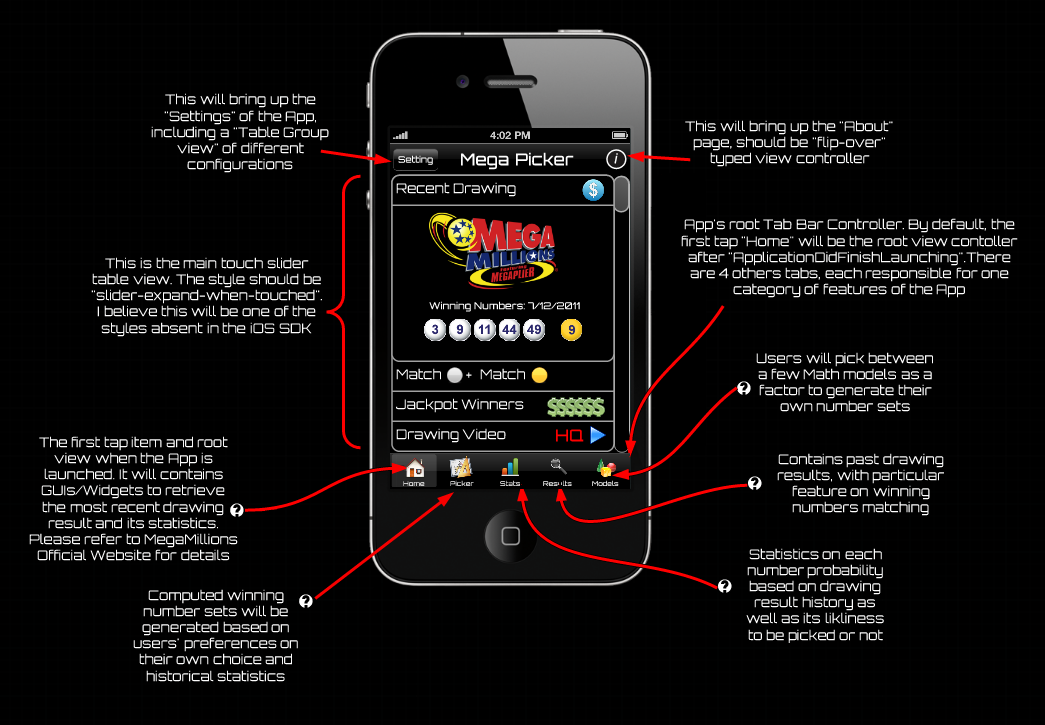 This will bring up the
"Settings" of the App,
including a "Table Group
view" of different
configurations
This will bring up the "About"
page, should be "flip-over"
typed view controller
4:02 PM
Setting
Mega Picker
i
Recent Drawing
$
MEGA
MILLIONS
FEATURING
MEGAPLIER
Winning Numbers: 7/12/2011
3 9 11 44 49 9
Match + Match
Jackpot Winners
$$$$$$
Drawing Video HQ
Home Picker Stats Results Models
This is the main touch slider
table view. The style should be
"slider-expand-when-touched".
I believe this will be one of the
styles absent in the iOS SDK
App's root Tab Bar Controller. By default, the
first tap "Home" will be the root view contoller
after "ApplicationDidFinishLaunching".There
are 4 others tabs, each responsible for one
category of features of the App
Users will pick between
a few Math models as a
factor to generate their
own number sets
?
The first tap item and root
view when the App is
launched. It will contains
GUIs/Widgets to retrieve
the most recent drawing
result and its statistics.
Please refer to MegaMillions
Official Website for details
?
Contains past drawing
results, with particular
feature on winning
numbers matching
?
Statistics on each
number probability
based on drawing
result history as
well as its likliness
to be picked or not
?
Computed winning
number sets will be
generated based on
users' preferences on
their own choice and
historical statistics
?